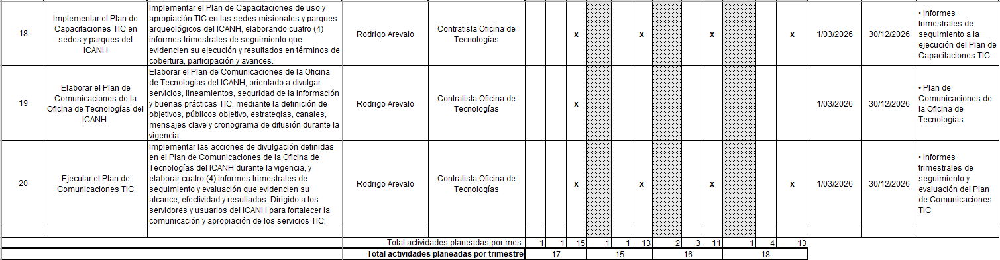 18
Implementar el Plan de
Capacitaciones TIC en
sedes y parques del
ICANH
Implementar el Plan de Capacitaciones de uso y
apropiación TIC en las sedes misionales y parques
arqueológicos del ICANH, elaborando cuatro (4)
informes trimestrales de seguimiento que
evidencien su ejecución y resultados en términos de
cobertura, participación y avances.
Rodrigo Arevalo
Contratista Oficina de
Tecnologías
x
x
x
x
1/03/2026
30/12/2026
• Informes
trimestrales de
seguimiento a la
ejecución del Plan de
Capacitaciones TIC.
19
Elaborar el Plan de
Comunicaciones de la
Oficina de Tecnologías del
ICANH.
Elaborar el Plan de Comunicaciones de la Oficina
de Tecnologías del ICANH, orientado a divulgar
servicios, lineamientos, seguridad de la información
y buenas prácticas TIC, mediante la definición de
objetivos, públicos objetivo, estrategias, canales,
mensajes clave y cronograma de difusión durante la
vigencia.
Rodrigo Arevalo
Contratista Oficina de
Tecnologías
x
1/03/2026
30/12/2026
• Plan de
Comunicaciones de
la Oficina de
Tecnologías
20
Ejecutar el Plan de
Comunicaciones TIC
Implementar las acciones de divulgación definidas
en el Plan de Comunicaciones de la Oficina de
Tecnologías del ICANH durante la vigencia, y
elaborar cuatro (4) informes trimestrales de
seguimiento y evaluación que evidencien su
alcance, efectividad y resultados. Dirigido a los
servidores y usuarios del ICANH para fortalecer la
comunicación y apropiación de los servicios TIC.
Rodrigo Arevalo
Contratista Oficina de
Tecnologías
x
x
x
x
1/03/2026
30/12/2026
• Informes
trimestrales de
seguimiento y
evaluación del Plan
de Comunicaciones
TIC
Total actividades planeadas por mes 1 1 15 1 1 13 2 3 11 1 4 13
Total actividades planeadas por trimestre 17 15 16 18